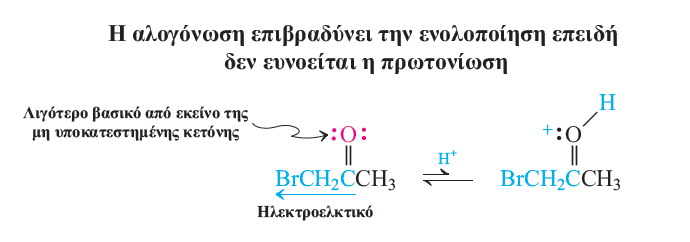 Η αλογόνωση επιβραδύνει την ενολοποίηση επειδή
δεν ευνοείται η πρωτονίωση
Λιγότερο βασικό από εκείνο της
μη υποκατεστημένης κετόνης
:O:
BrCH₂CCH₃
Ηλεκτροελκτικό
H⁺
H
⁺:O
BrCH₂CCH₃